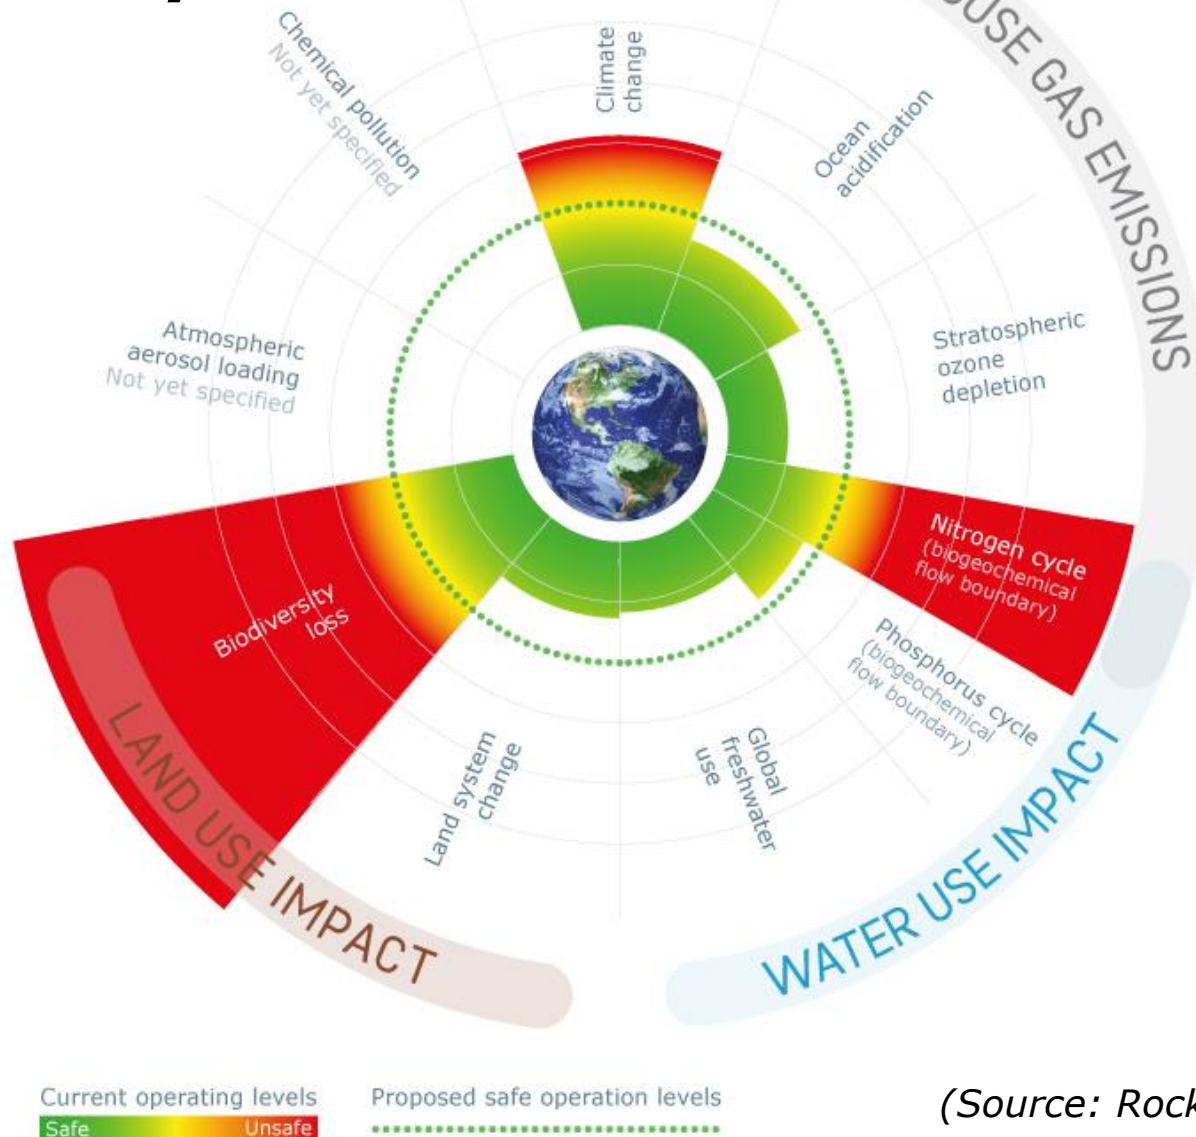 Climate
change
Chemical pollution
Not yet specified
Ocean
acidification
USE GAS EMISSIONS
Stratospheric
ozone
depletion
Atmospheric
aerosol loading
Not yet specified
Nitrogen cycle
(biogeochemical
flow boundary)
Biodiversity
loss
Phosphorus cycle
(biogeochemical
flow boundary)
Global
freshwater
use
Land system
change
LAND USE IMPACT
WATER USE IMPACT
Current operating levels
Safe Unsafe
Proposed safe operation levels
(Source: Rock